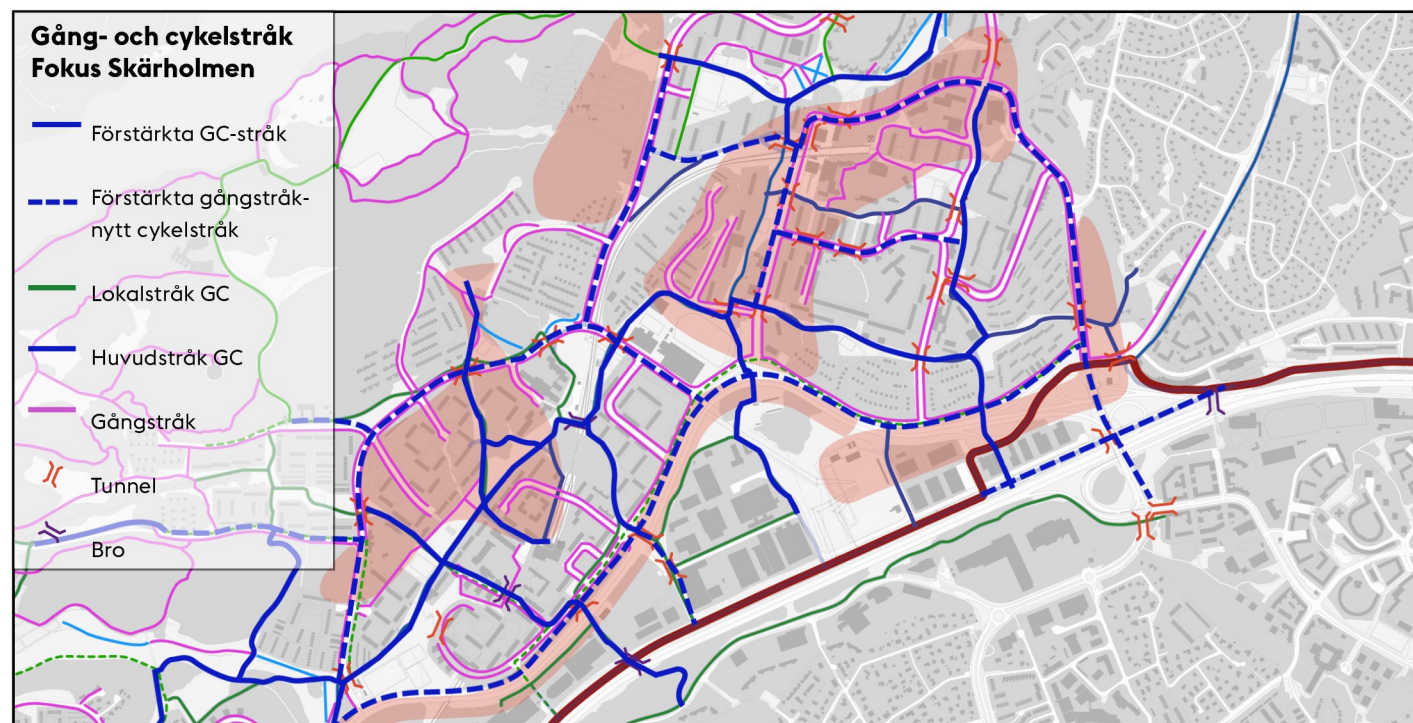 Gång- och cykelstråk
Fokus Skärholmen
Förstärkta GC-stråk
Förstärkta gångstråk-
nytt cykelstråk
Lokalstråk GC
Huvudstråk GC
Gångstråk
Tunnel
Bro